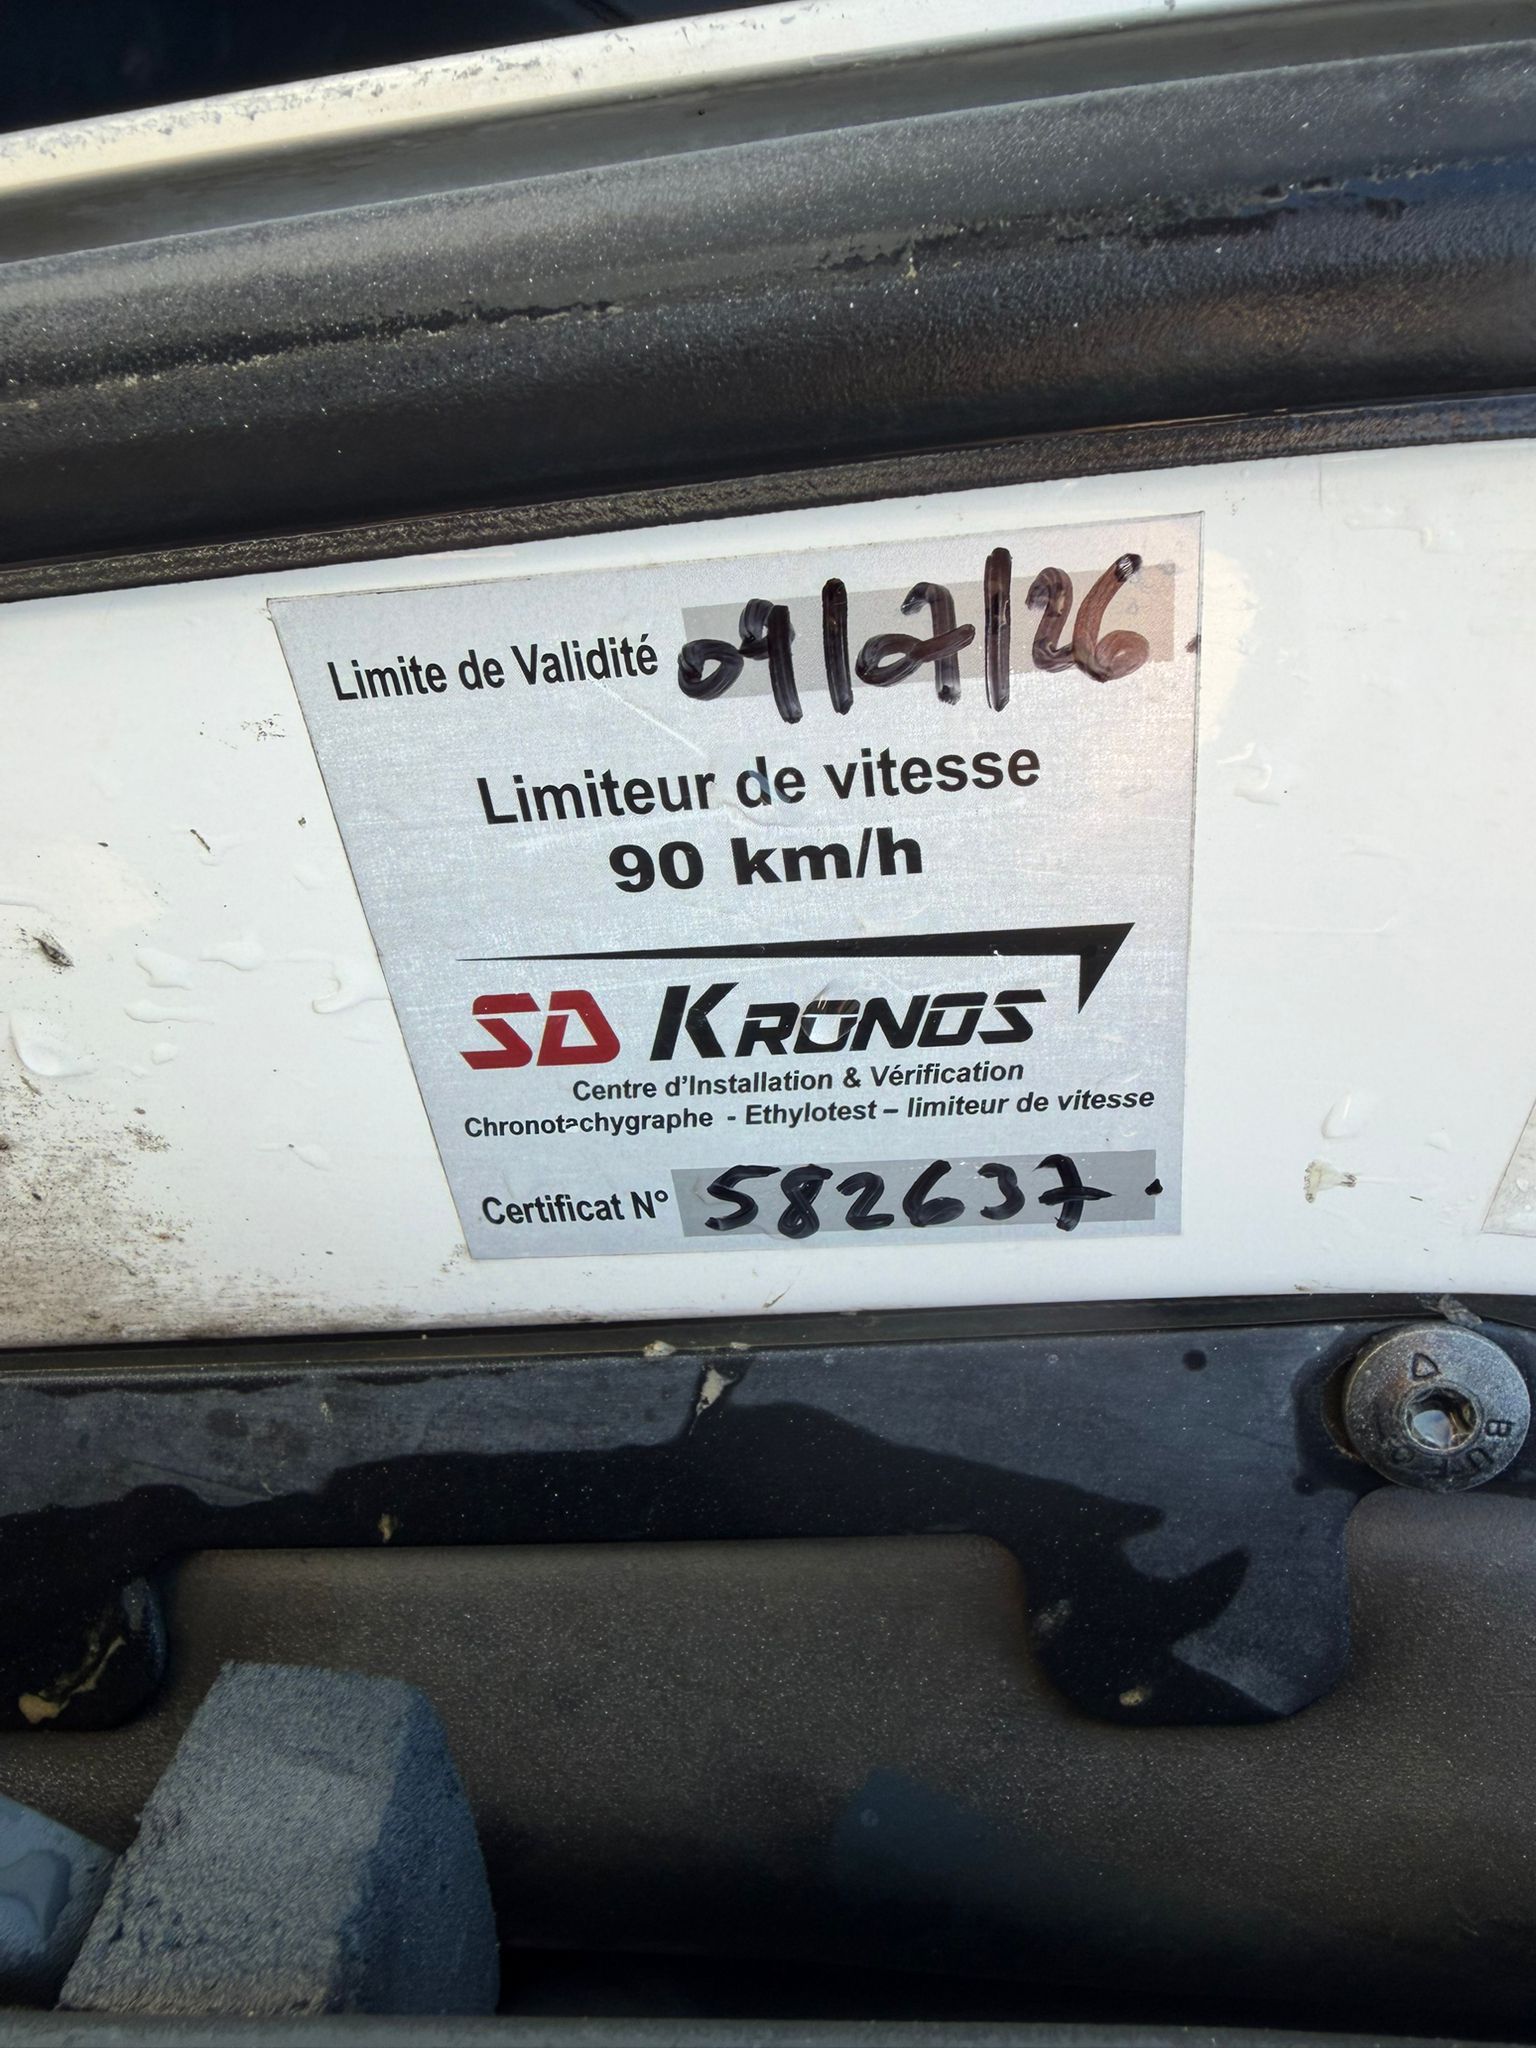 Limite de Validité 09/07/26
Limiteur de vitesse
90 km/h
SD KRONOS
Centre d'Installation & Vérification
Chronotachygraphe - Ethylotest – limiteur de vitesse
Certificat N° 582637